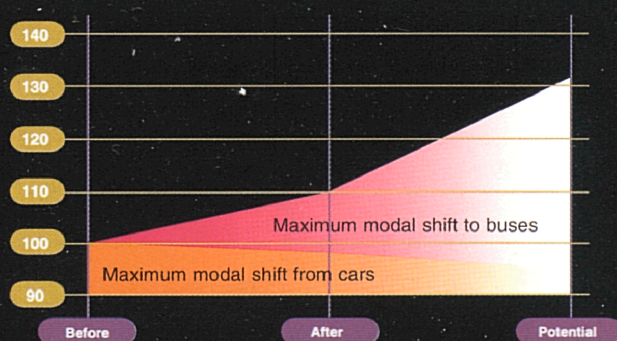 140
130
120
110
100
90
Maximum modal shift to buses
Maximum modal shift from cars
Before
After
Potential